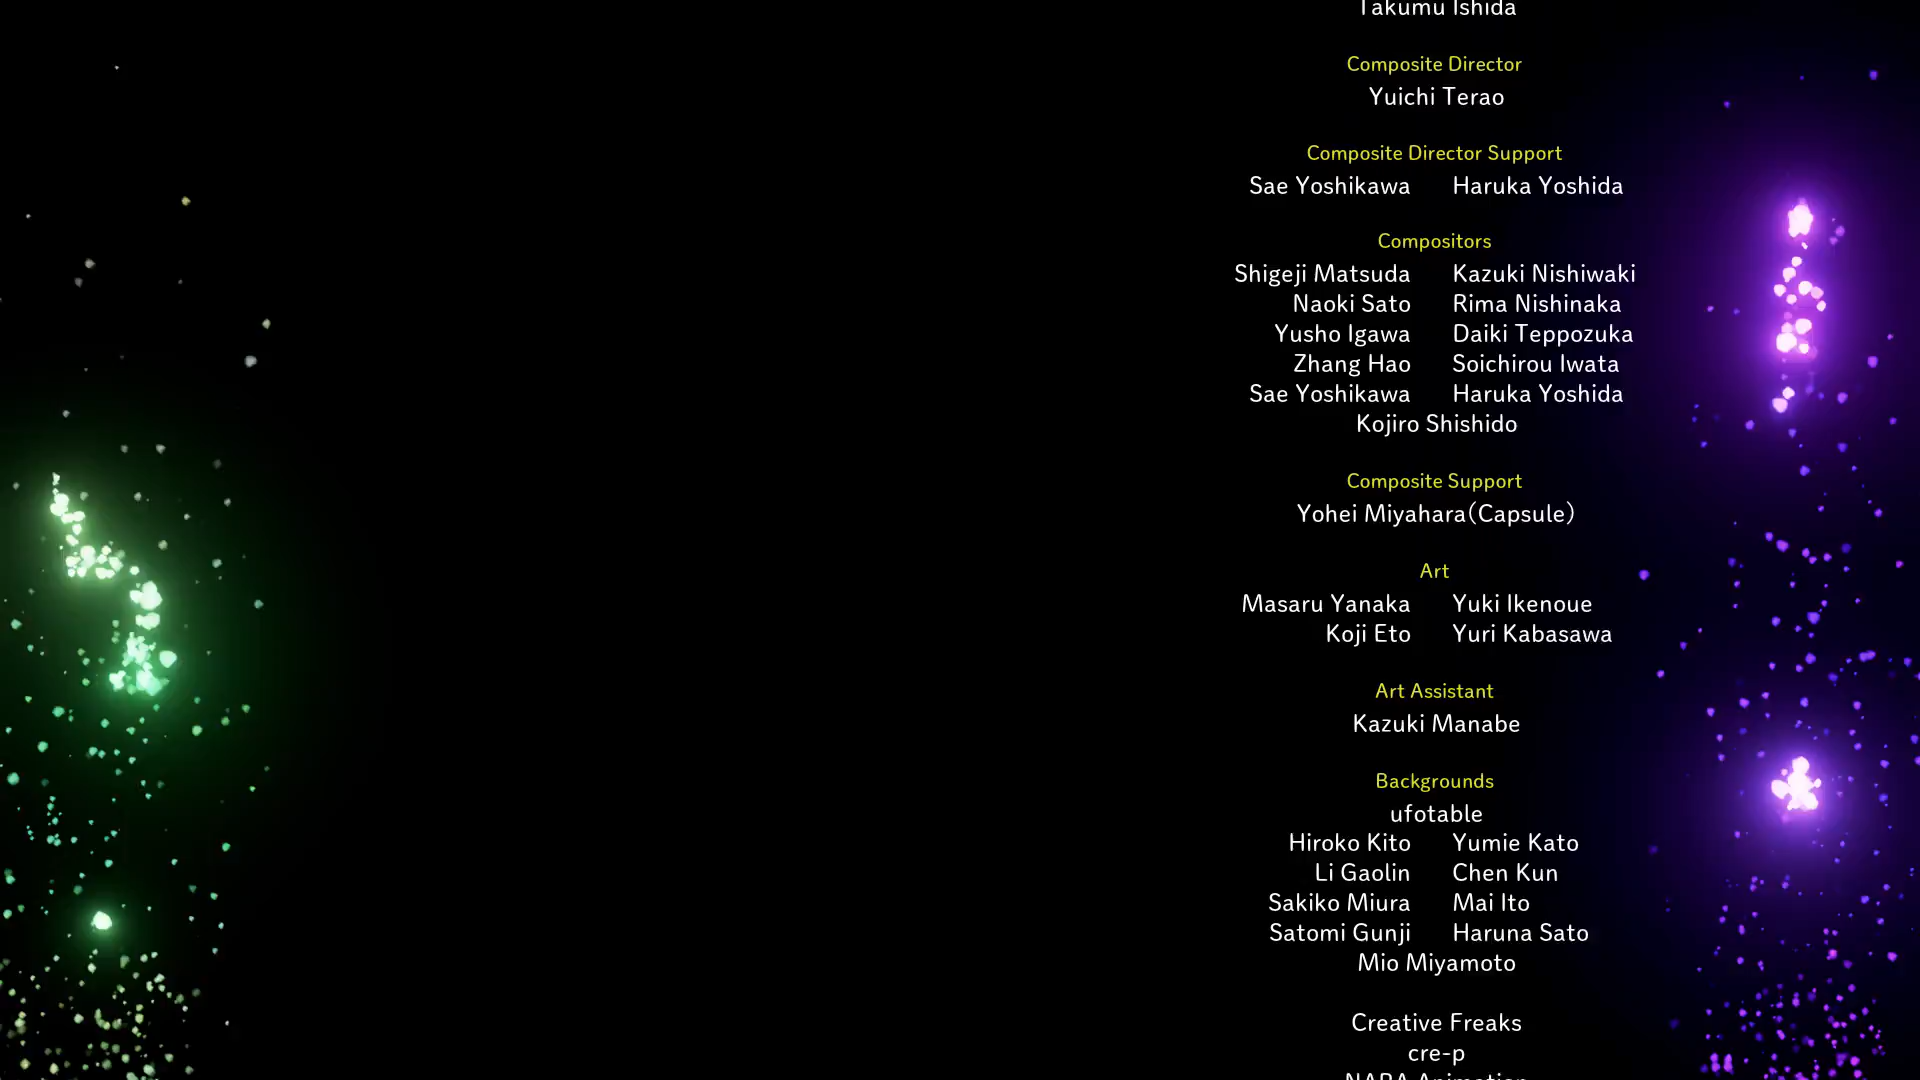 Takumu Ishida
Composite Director
Yuichi Terao
Composite Director Support
Sae Yoshikawa Haruka Yoshida
Compositors
Shigeji Matsuda Kazuki Nishiwaki
Naoki Sato Rima Nishinaka
Yusho Igawa Daiki Teppozuka
Zhang Hao Soichirou Iwata
Sae Yoshikawa Haruka Yoshida
Kojiro Shishido
Composite Support
Yohei Miyahara(Capsule)
Art
Masaru Yanaka Yuki Ikenoue
Koji Eto Yuri Kabasawa
Art Assistant
Kazuki Manabe
Backgrounds
ufotable
Hiroko Kito Yumie Kato
Li Gaolin Chen Kun
Sakiko Miura Mai Ito
Satomi Gunji Haruna Sato
Mio Miyamoto
Creative Freaks
cre-p